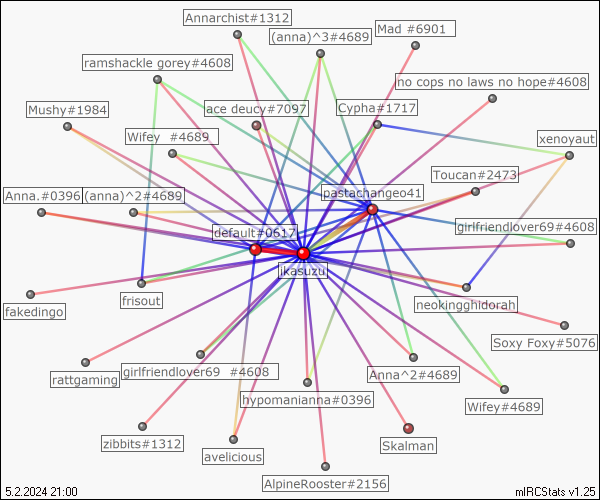 Annarchist#1312
(anna)^3#4689
Mad #6901
ramshackle gorey#4608
no cops no laws no hope#4608
Mushy#1984
ace deucy#7097
Cypha#1717
Wifey #4689
xenoyaut
Toucan#2473
Anna.#0396
(anna)^2#4689
pastachangeo41
default#0617
girlfriendlover69#4608
ikasuzu
fakedingo
frisout
neokingghidorah
Soxy Foxy#5076
rattgaming
girlfriendlover69 #4608
Anna^2#4689
hypomanianna#0396
Wifey#4689
zibbits#1312
avelicious
Skalman
AlpineRooster#2156
5.2.2024 21:00
mIRCStats v1.25